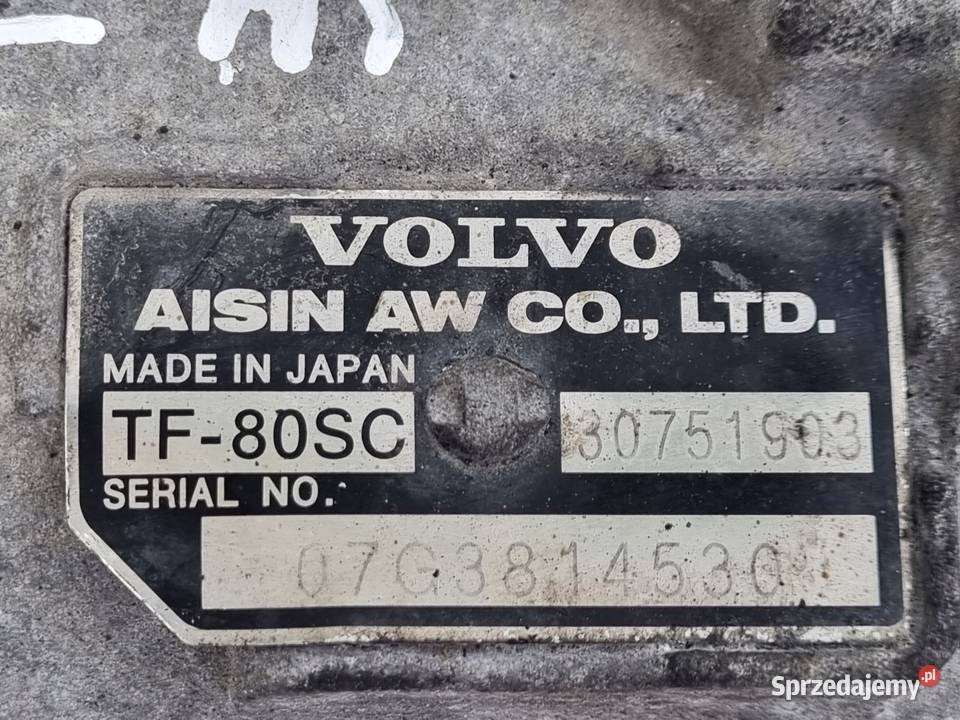 VOLVO
AISIN AW CO., LTD.
MADE IN JAPAN
TF-80SC 30751903
SERIAL NO.
07G3814530
Sprzedajemy.pl